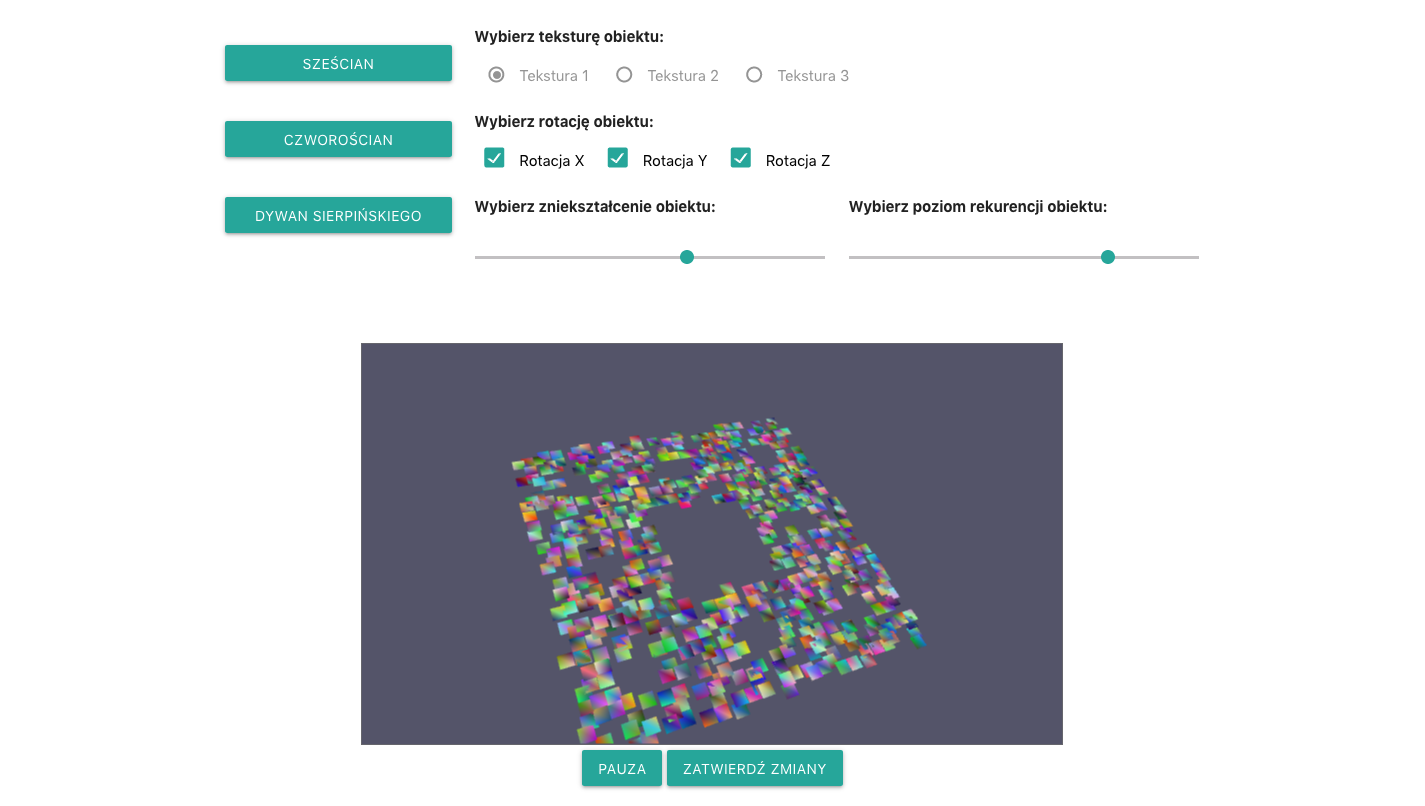 SZEŚCIAN
CZWOROŚCIAN
DYWAN SIERPIŃSKIEGO
Wybierz teksturę obiektu:
Tekstura 1 Tekstura 2 Tekstura 3
Wybierz rotację obiektu:
Rotacja X Rotacja Y Rotacja Z
Wybierz zniekształcenie obiektu:
Wybierz poziom rekurencji obiektu:
PAUZA ZATWIERDŹ ZMIANY